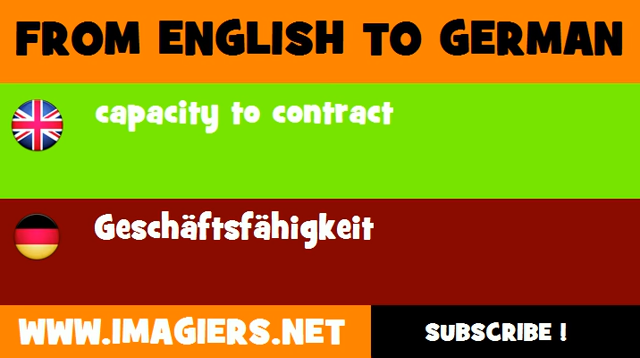 FROM ENGLISH TO GERMAN
capacity to contract
Geschäftsfähigkeit
WWW.IMAGIERS.NET
SUBSCRIBE !